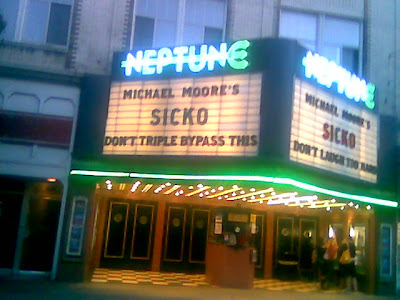 NEPTUNE
MICHAEL MOORE'S
SICKO
DON'T TRIPLE BYPASS THIS
NEPTUNE
MICHAEL MOORE'S
SICKO
DON'T LAUGH TOO HARD